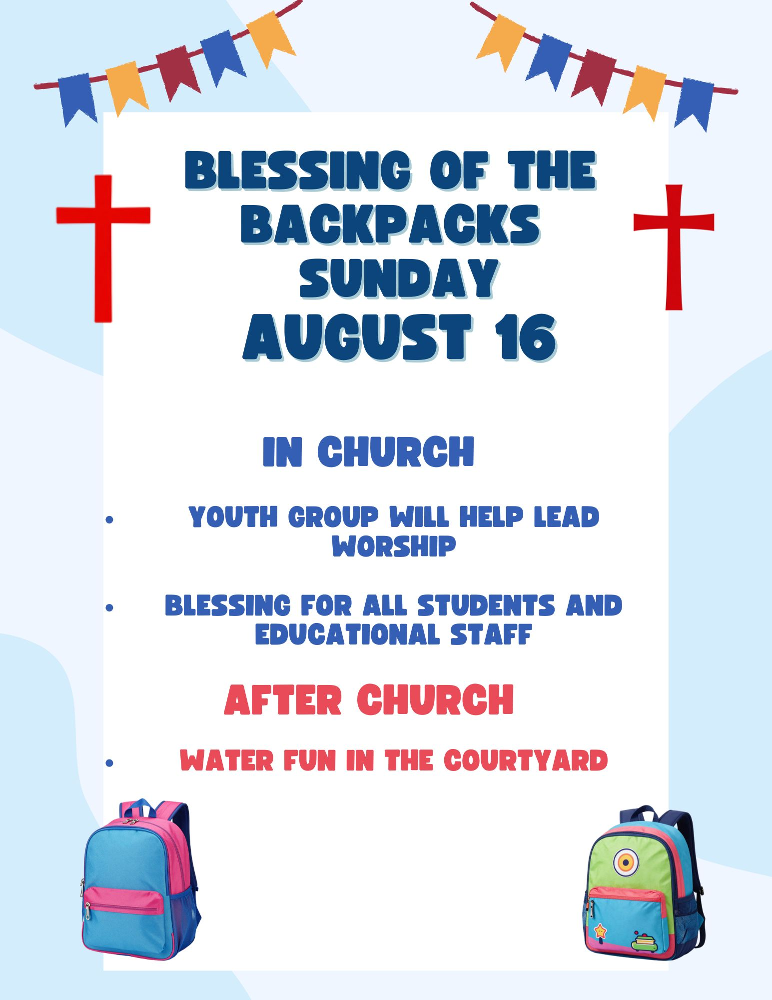 BLESSING OF THE
BACKPACKS
SUNDAY
AUGUST 16
IN CHURCH
• YOUTH GROUP WILL HELP LEAD
WORSHIP
• BLESSING FOR ALL STUDENTS AND
EDUCATIONAL STAFF
AFTER CHURCH
• WATER FUN IN THE COURTYARD